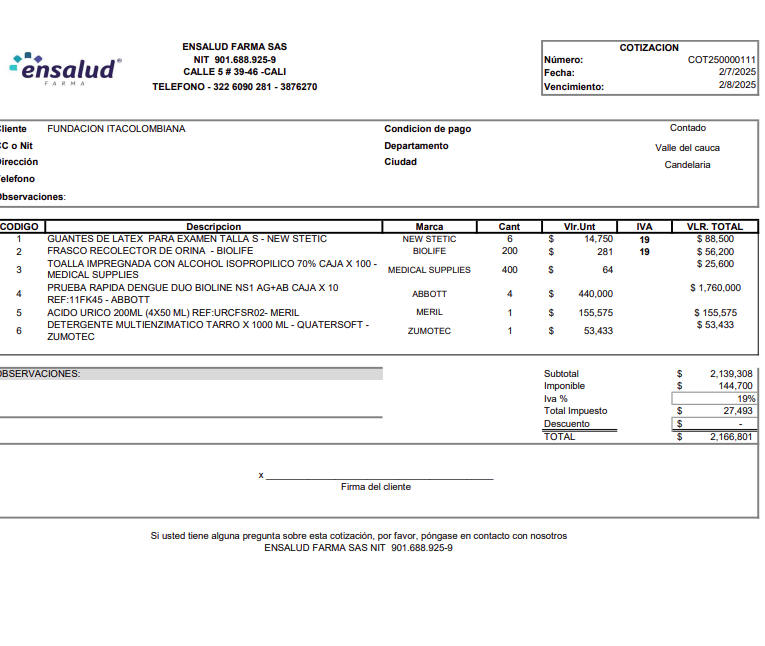 ensalud®
FARMA
ENSALUD FARMA SAS
NIT 901.688.925-9
CALLE 5 # 39-46 -CALI
TELEFONO - 322 6090 281 - 3876270
COTIZACION
Número: COT250000111
Fecha: 2/7/2025
Vencimiento: 2/8/2025
Cliente FUNDACION ITACOLOMBIANA Condicion de pago Contado
CC o Nit Departamento Valle del cauca
Dirección Ciudad Candelaria
Telefono
Observaciones:
CODIGO Descripcion Marca Cant Vlr.Unt IVA VLR. TOTAL
1 GUANTES DE LATEX PARA EXAMEN TALLA S - NEW STETIC NEW STETIC 6 $ 14,750 19 $ 88,500
2 FRASCO RECOLECTOR DE ORINA - BIOLIFE BIOLIFE 200 $ 281 19 $ 56,200
3 TOALLA IMPREGNADA CON ALCOHOL ISOPROPILICO 70% CAJA X 100 - MEDICAL SUPPLIES 400 $ 64 $ 25,600
MEDICAL SUPPLIES
4 PRUEBA RAPIDA DENGUE DUO BIOLINE NS1 AG+AB CAJA X 10 ABBOTT 4 $ 440,000 $ 1,760,000
REF:11FK45 - ABBOTT
5 ACIDO URICO 200ML (4X50 ML) REF:URCFSR02- MERIL MERIL 1 $ 155,575 $ 155,575
6 DETERGENTE MULTIENZIMATICO TARRO X 1000 ML - QUATERSOFT - ZUMOTEC 1 $ 53,433 $ 53,433
ZUMOTEC
OBSERVACIONES:
Subtotal $ 2,139,308
Imponible $ 144,700
Iva % 19%
Total Impuesto $ 27,493
Descuento $ -
TOTAL $ 2,166,801
x
Firma del cliente
Si usted tiene alguna pregunta sobre esta cotización, por favor, póngase en contacto con nosotros
ENSALUD FARMA SAS NIT 901.688.925-9